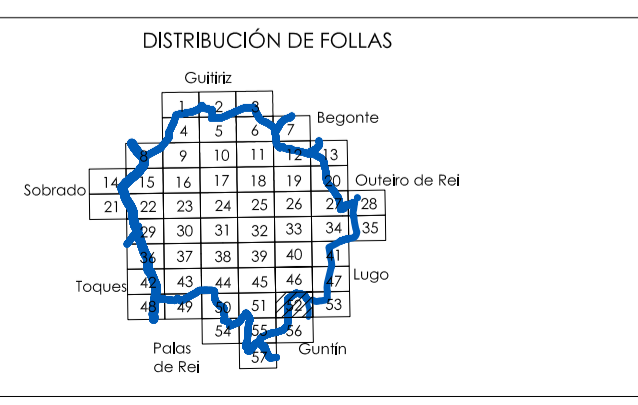 DISTRIBUCIÓN DE FOLLAS
Guitiriz
1 2 3
4 5 6 7 Begonte
8 9 10 11 12 13
14 15 16 17 18 19 20 Outeiro de Rei
Sobrado
21 22 23 24 25 26 27 28
29 30 31 32 33 34 35
36 37 38 39 40 41
Toques 42 43 44 45 46 47 Lugo
48 49 50 51 52 53
54 55 56
Palas
de Rei
Guntín
57